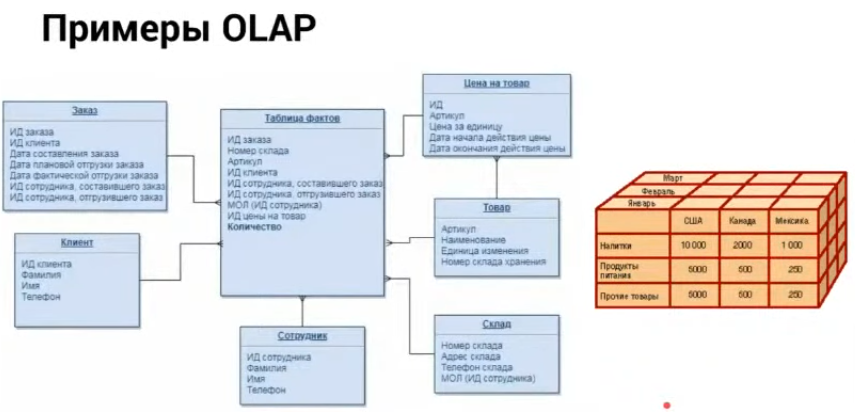 Примеры OLAP
Заказ
ИД заказа
ИД клиента
Дата составления заказа
Дата плановой отгрузки заказа
Дата фактической отгрузки заказа
ИД сотрудника, составившего заказ
ИД сотрудника, отгрузившего заказ
Клиент
ИД клиента
Фамилия
Имя
Телефон
Таблица фактов
ИД заказа
Номер склада
Артикул
ИД клиента
ИД сотрудника, составившего заказ
ИД сотрудника, отгрузившего заказ
МОЛ (ИД сотрудника)
ИД цены на товар
Количество
Сотрудник
ИД сотрудника
Фамилия
Имя
Телефон
Цена на товар
ИД
Артикул
Цена за единицу
Дата начала действия цены
Дата окончания действия цены
Товар
Артикул
Наименование
Единица изменения
Номер склада хранения
Склад
Номер склада
Адрес склада
Телефон склада
МОЛ (ИД сотрудника)
Март
Февраль
Январь
США Канада Мексика
Напитки 10 000 2000 1 000
Продукты
питания 5000 500 250
Прочие товары 5000 500 250